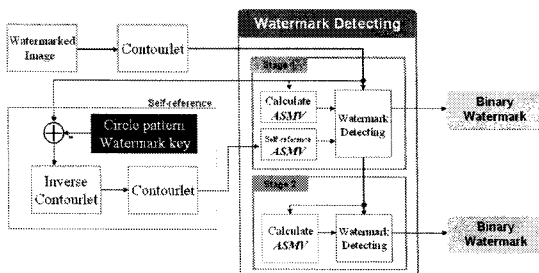 Watermark Detecting
Watermarked
Image
Contourlet
Stage 1
Calculate
ASMV
Watermark
Detecting
Binary
Watermark
Self-reference
Circle pattern
Watermark key
Self-reference
ASMV
Inverse
Contourlet
Contourlet
Stage 2
Calculate
ASMV
Watermark
Detecting
Binary
Watermark